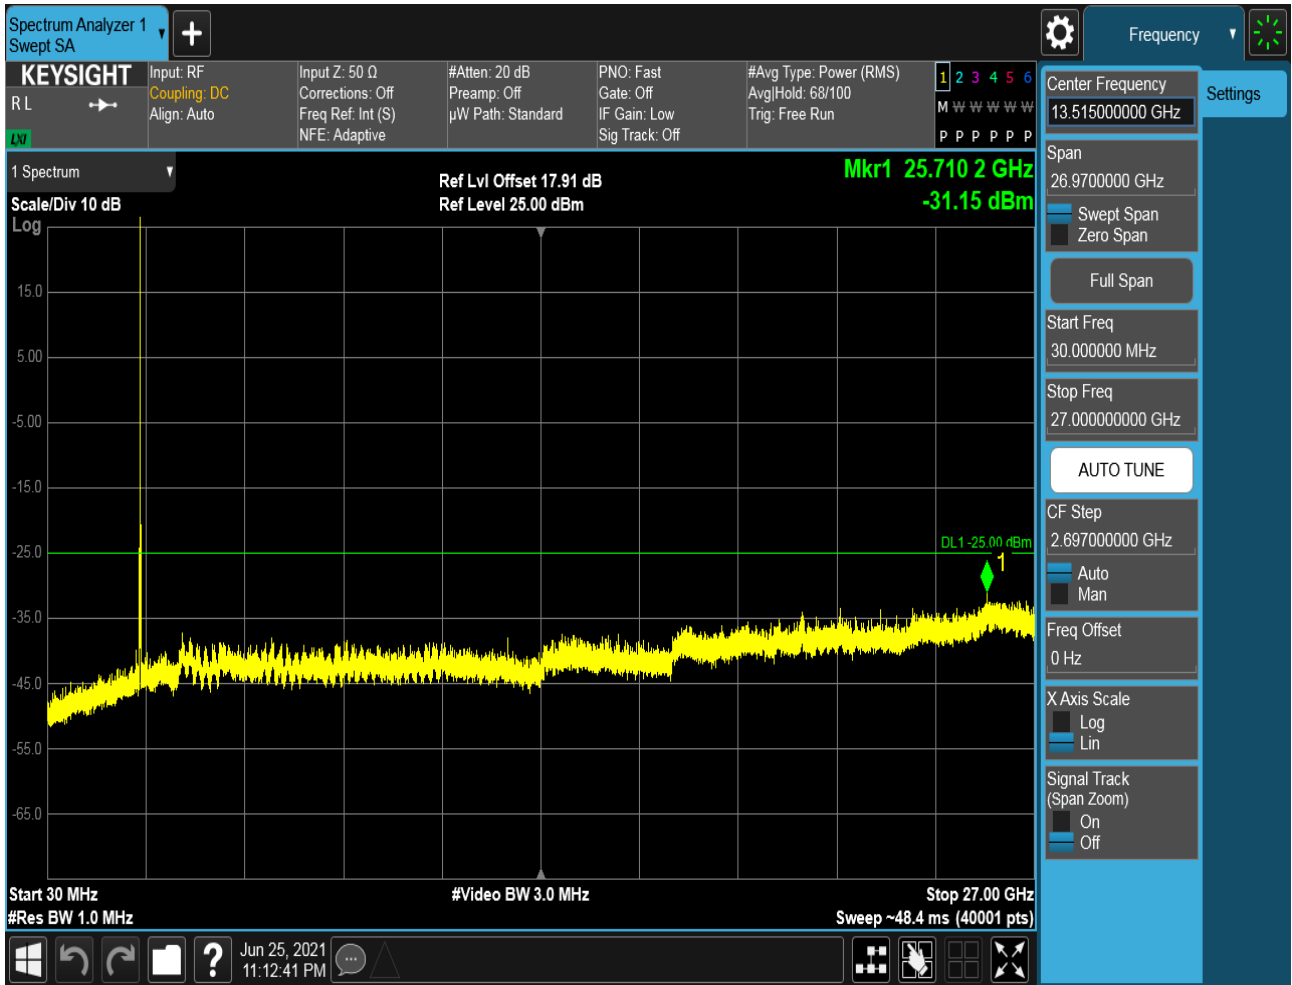 Spectrum Analyzer 1
Swept SA
Frequency
KEYSIGHT
R L
LXI
Input: RF
Coupling: DC
Align: Auto
Input Z: 50 Ω
Corrections: Off
Freq Ref: Int (S)
NFE: Adaptive
#Atten: 20 dB
Preamp: Off
µW Path: Standard
PNO: Fast
Gate: Off
IF Gain: Low
Sig Track: Off
#Avg Type: Power (RMS)
Avg|Hold: 68/100
Trig: Free Run
1 2 3 4 5 6
M W W W W W
P P P P P P
1 Spectrum
Scale/Div 10 dB
Log
Ref Lvl Offset 17.91 dB
Ref Level 25.00 dBm
Mkr1 25.710 2 GHz
-31.15 dBm
15.0
5.00
-5.00
-15.0
-25.0
-35.0
-45.0
-55.0
-65.0
DL1 -25.00 dBm
1
Start 30 MHz
#Res BW 1.0 MHz
#Video BW 3.0 MHz
Stop 27.00 GHz
Sweep ~48.4 ms (40001 pts)
Center Frequency
13.515000000 GHz
Settings
Span
26.9700000 GHz
Swept Span
Zero Span
Full Span
Start Freq
30.000000 MHz
Stop Freq
27.000000000 GHz
AUTO TUNE
CF Step
2.697000000 GHz
Auto
Man
Freq Offset
0 Hz
X Axis Scale
Log
Lin
Signal Track
(Span Zoom)
On
Off
?
Jun 25, 2021
11:12:41 PM